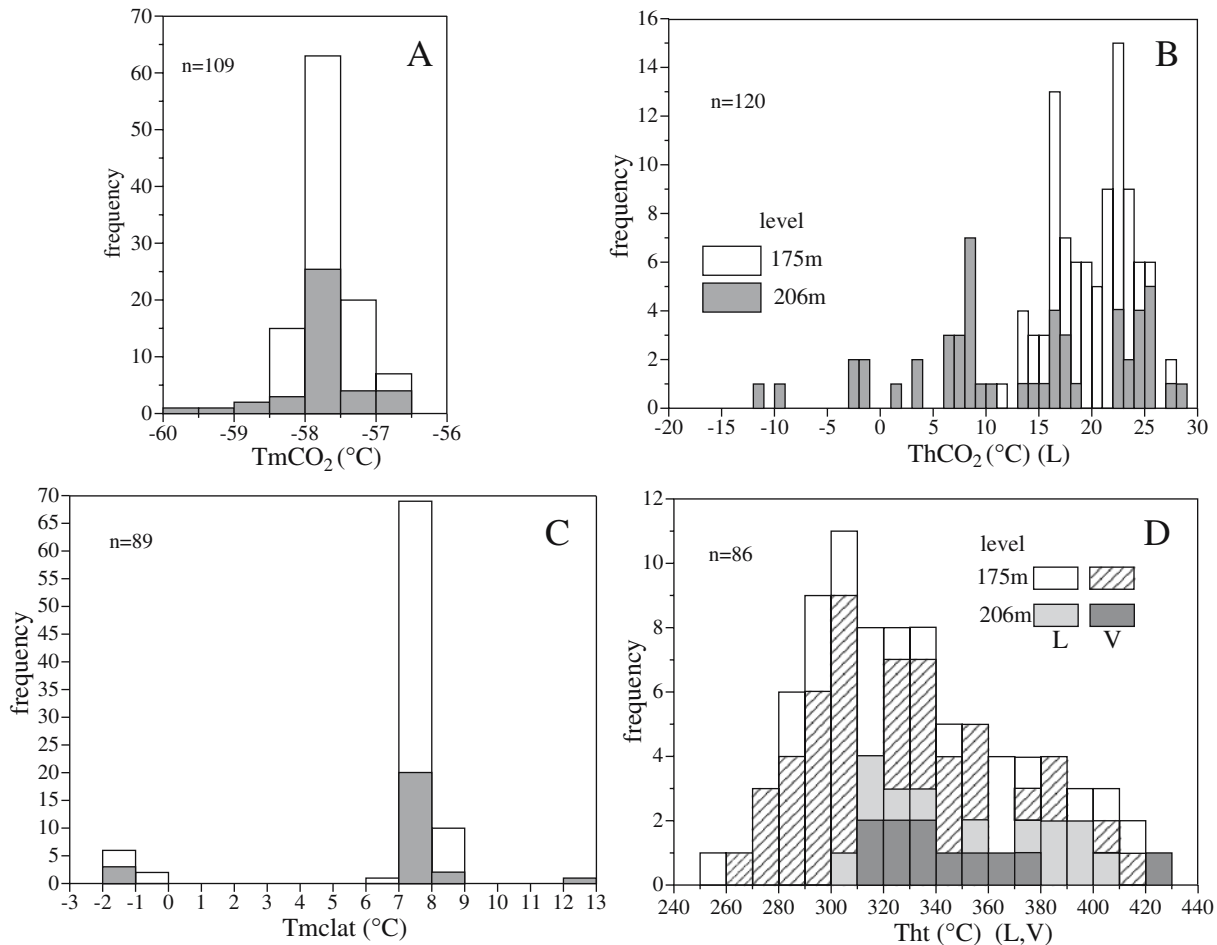 A
n=109
frequency
70
60
50
40
30
20
10
0
-60 -59 -58 -57 -56
TmCO₂ (°C)
B
n=120
frequency
16
14
12
10
8
6
4
2
0
level
175m
206m
-20 -15 -10 -5 0 5 10 15 20 25 30
ThCO₂ (°C) (L)
C
n=89
frequency
70
65
60
55
50
45
40
35
30
25
20
15
10
5
0
-3 -2 -1 0 1 2 3 4 5 6 7 8 9 10 11 12 13
Tmclat (°C)
D
n=86
frequency
12
10
8
6
4
2
0
level
175m
206m
L V
240 260 280 300 320 340 360 380 400 420 440
Tht (°C) (L,V)